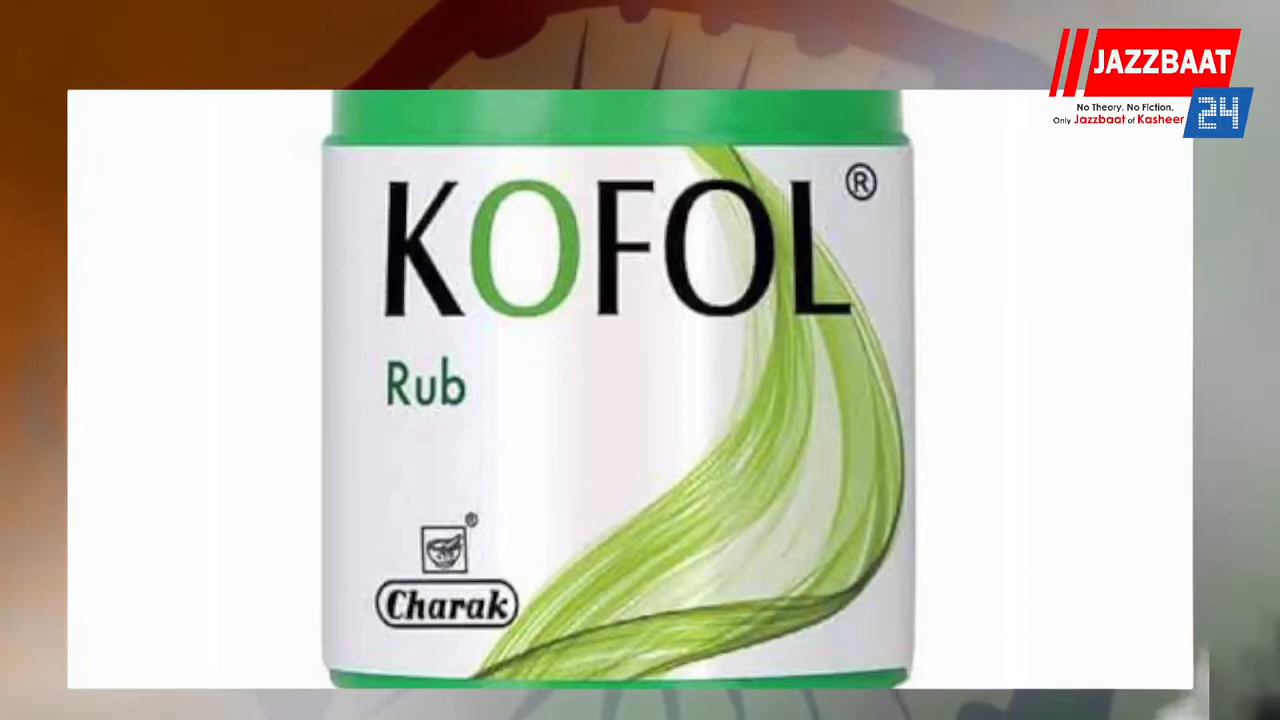 JAZZBAAT
No Theory. No Fiction.
Only Jazzbaat of Kasheer
24
KOFOL®
Rub
®
Charak